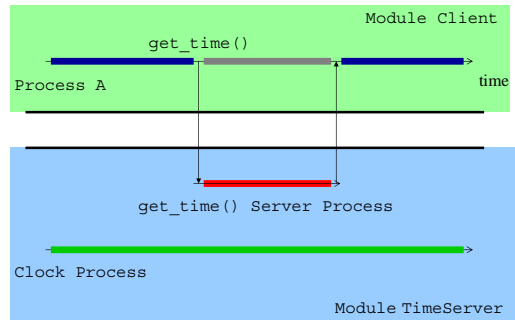 Module Client
get_time()
Process A
time
get_time() Server Process
Clock Process
Module TimeServer